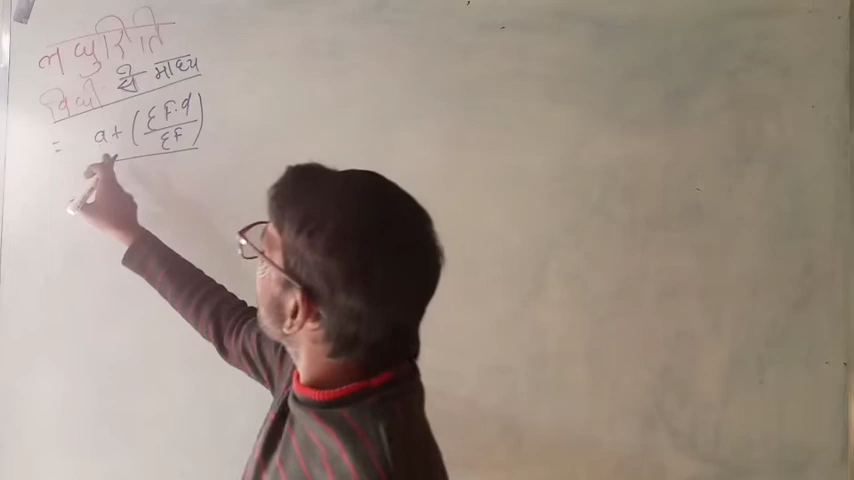 लघुरिति
विधी से माध्य
= a + (ΣF.d / ΣF)